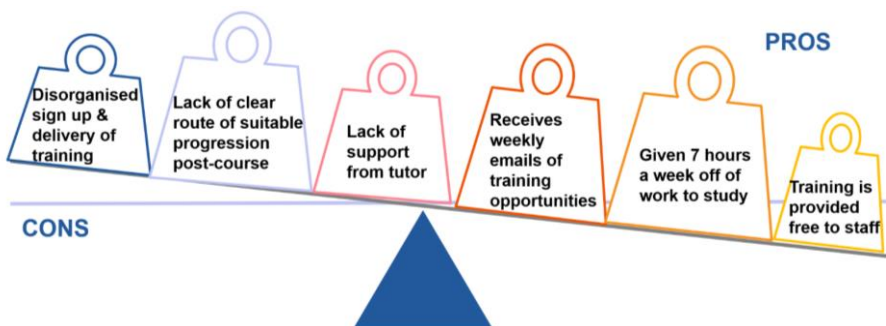 PROS
Disorganised
sign up &
delivery of
training
Lack of clear
route of suitable
progression
post-course
Lack of
support
from tutor
Receives
weekly
emails of
training
opportunities
Given 7 hours
a week off of
work to study
Training is
provided
free to staff
CONS